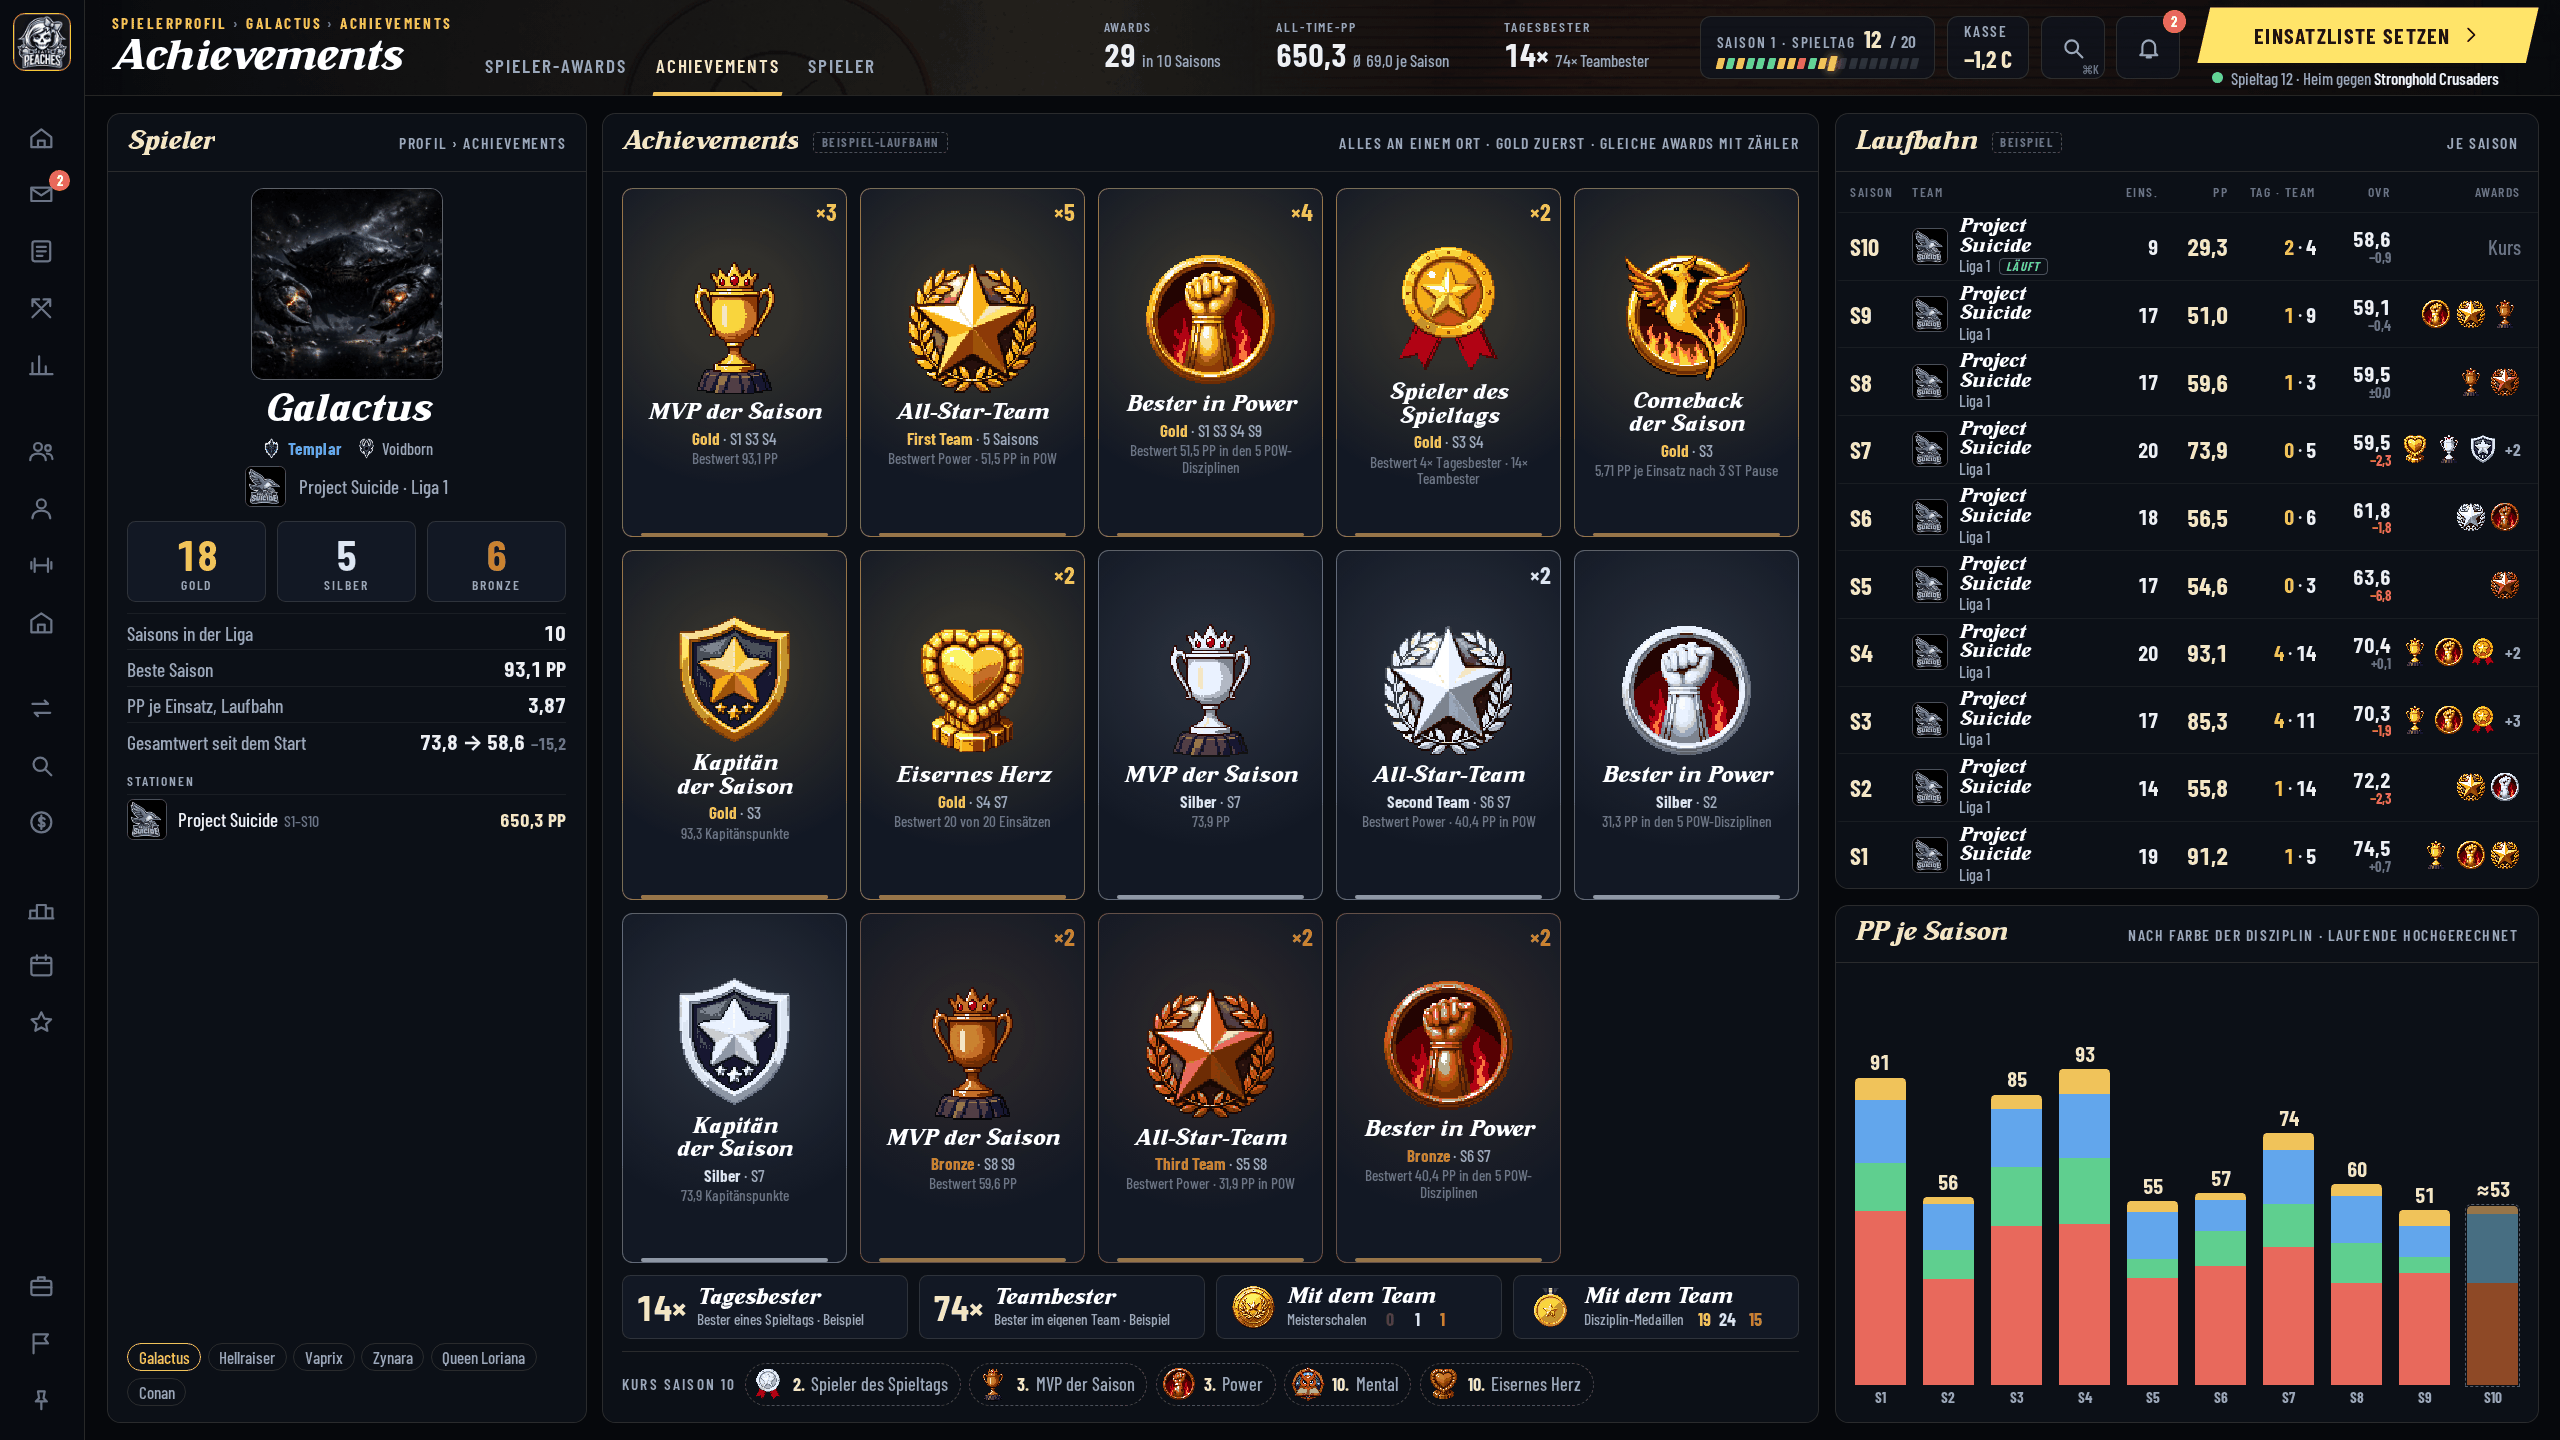 SPIELERPROFIL › GALACTUS › ACHIEVEMENTS
Achievements
SPIELER-AWARDS
ACHIEVEMENTS
SPIELER
AWARDS
29 in 10 Saisons
ALL-TIME-PP
650,3 Ø 69,0 je Saison
TAGESBESTER
14× 74× Teambester
SAISON 1 · SPIELTAG 12 / 20
KASSE
−1,2 C
⌘K
2
EINSATZLISTE SETZEN
Spieltag 12 · Heim gegen Stronghold Crusaders
PEACHES
2
Spieler
PROFIL › ACHIEVEMENTS
Galactus
Templar
Voidborn
Project Suicide · Liga 1
18
GOLD
5
SILBER
6
BRONZE
Saisons in der Liga 10
Beste Saison 93,1 PP
PP je Einsatz, Laufbahn 3,87
Gesamtwert seit dem Start 73,8 → 58,6 −15,2
STATIONEN
Project Suicide S1–S10 650,3 PP
Galactus
Hellraiser
Vaprix
Zynara
Queen Loriana
Conan
Achievements
BEISPIEL-LAUFBAHN
ALLES AN EINEM ORT · GOLD ZUERST · GLEICHE AWARDS MIT ZÄHLER
×3
MVP der Saison
Gold · S1 S3 S4
Bestwert 93,1 PP
×5
All-Star-Team
First Team · 5 Saisons
Bestwert Power · 51,5 PP in POW
×4
Bester in Power
Gold · S1 S3 S4 S9
Bestwert 51,5 PP in den 5 POW-
Disziplinen
×2
Spieler des
Spieltags
Gold · S3 S4
Bestwert 4× Tagesbester · 14×
Teambester
Comeback
der Saison
Gold · S3
5,71 PP je Einsatz nach 3 ST Pause
Kapitän
der Saison
Gold · S3
93,3 Kapitänspunkte
×2
Eisernes Herz
Gold · S4 S7
Bestwert 20 von 20 Einsätzen
MVP der Saison
Silber · S7
73,9 PP
×2
All-Star-Team
Second Team · S6 S7
Bestwert Power · 40,4 PP in POW
Bester in Power
Silber · S2
31,3 PP in den 5 POW-Disziplinen
Kapitän
der Saison
Silber · S7
73,9 Kapitänspunkte
×2
MVP der Saison
Bronze · S8 S9
Bestwert 59,6 PP
×2
All-Star-Team
Third Team · S5 S8
Bestwert Power · 31,9 PP in POW
×2
Bester in Power
Bronze · S6 S7
Bestwert 40,4 PP in den 5 POW-
Disziplinen
14× Tagesbester
Bester eines Spieltags · Beispiel
74× Teambester
Bester im eigenen Team · Beispiel
Mit dem Team
Meisterschalen 0 1 1
Mit dem Team
Disziplin-Medaillen 19 24 15
KURS SAISON 10
2. Spieler des Spieltags
3. MVP der Saison
3. Power
10. Mental
10. Eisernes Herz
Laufbahn
BEISPIEL
JE SAISON
SAISON TEAM EINS. PP TAG · TEAM OVR AWARDS
S10 Project Suicide Liga 1 LÄUFT 9 29,3 2 · 4 58,6 −0,9 Kurs
S9 Project Suicide Liga 1 17 51,0 1 · 9 59,1 −0,4
S8 Project Suicide Liga 1 17 59,6 1 · 3 59,5 ±0,0
S7 Project Suicide Liga 1 20 73,9 0 · 5 59,5 −2,3 +2
S6 Project Suicide Liga 1 18 56,5 0 · 6 61,8 −1,8
S5 Project Suicide Liga 1 17 54,6 0 · 3 63,6 −6,8
S4 Project Suicide Liga 1 20 93,1 4 · 14 70,4 +0,1 +2
S3 Project Suicide Liga 1 17 85,3 4 · 11 70,3 −1,9 +3
S2 Project Suicide Liga 1 14 55,8 1 · 14 72,2 −2,3
S1 Project Suicide Liga 1 19 91,2 1 · 5 74,5 +0,7
PP je Saison
NACH FARBE DER DISZIPLIN · LAUFENDE HOCHGERECHNET
91 56 85 93 55 57 74 60 51 ≈53
S1 S2 S3 S4 S5 S6 S7 S8 S9 S10